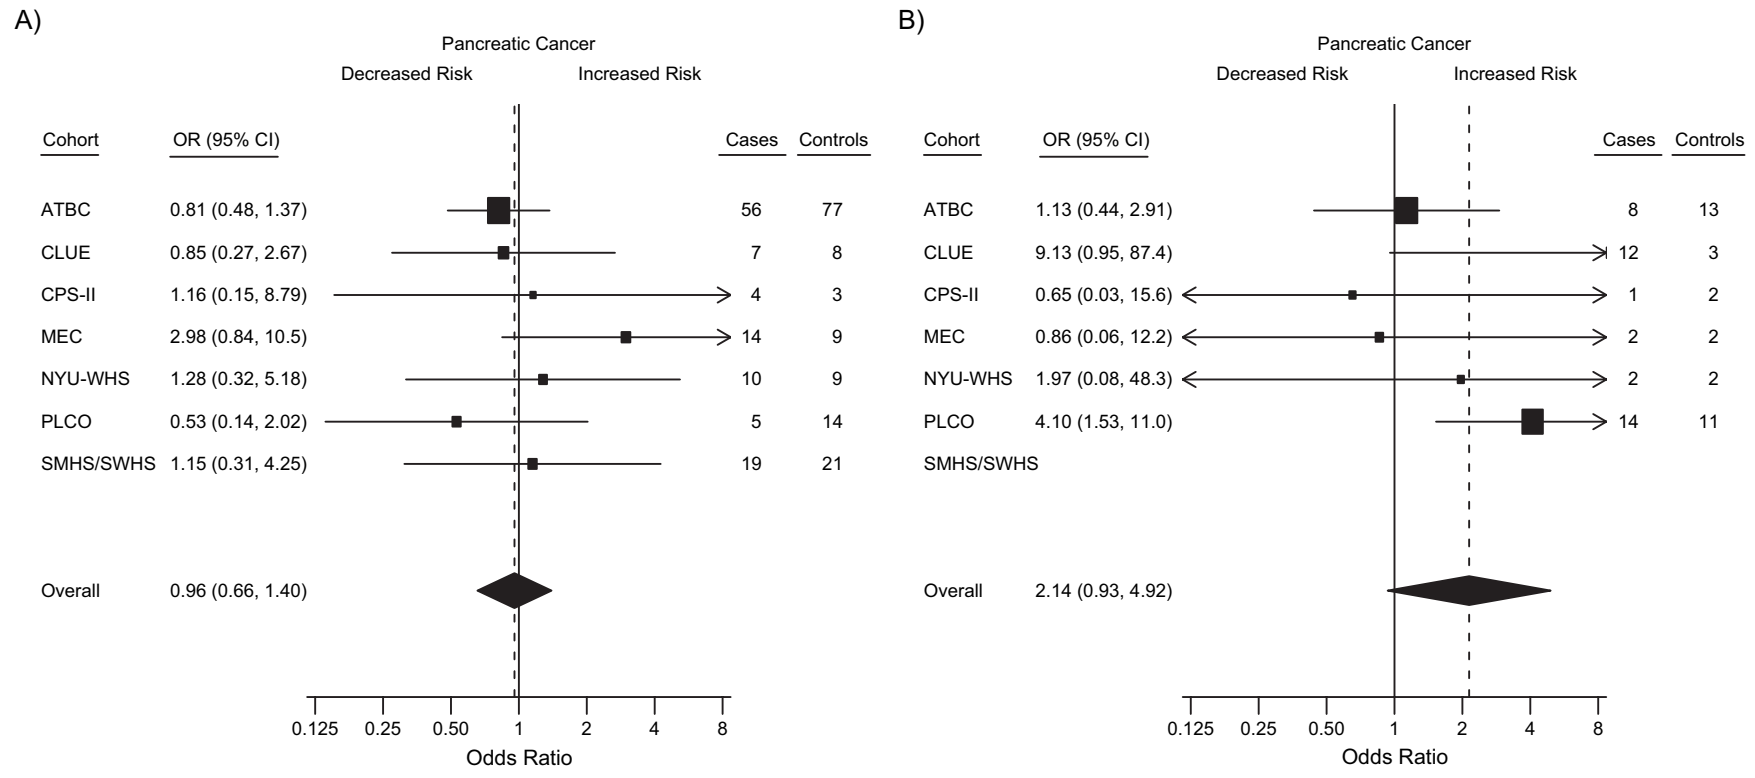 A)
Pancreatic Cancer
Decreased Risk Increased Risk
Cohort OR (95% CI) Cases Controls
ATBC 0.81 (0.48, 1.37) 56 77
CLUE 0.85 (0.27, 2.67) 7 8
CPS-II 1.16 (0.15, 8.79) 4 3
MEC 2.98 (0.84, 10.5) 14 9
NYU-WHS 1.28 (0.32, 5.18) 10 9
PLCO 0.53 (0.14, 2.02) 5 14
SMHS/SWHS 1.15 (0.31, 4.25) 19 21
Overall 0.96 (0.66, 1.40)
0.125 0.25 0.50 1 2 4 8
Odds Ratio
B)
Pancreatic Cancer
Decreased Risk Increased Risk
Cohort OR (95% CI) Cases Controls
ATBC 1.13 (0.44, 2.91) 8 13
CLUE 9.13 (0.95, 87.4) 12 3
CPS-II 0.65 (0.03, 15.6) 1 2
MEC 0.86 (0.06, 12.2) 2 2
NYU-WHS 1.97 (0.08, 48.3) 2 2
PLCO 4.10 (1.53, 11.0) 14 11
SMHS/SWHS
Overall 2.14 (0.93, 4.92)
0.125 0.25 0.50 1 2 4 8
Odds Ratio